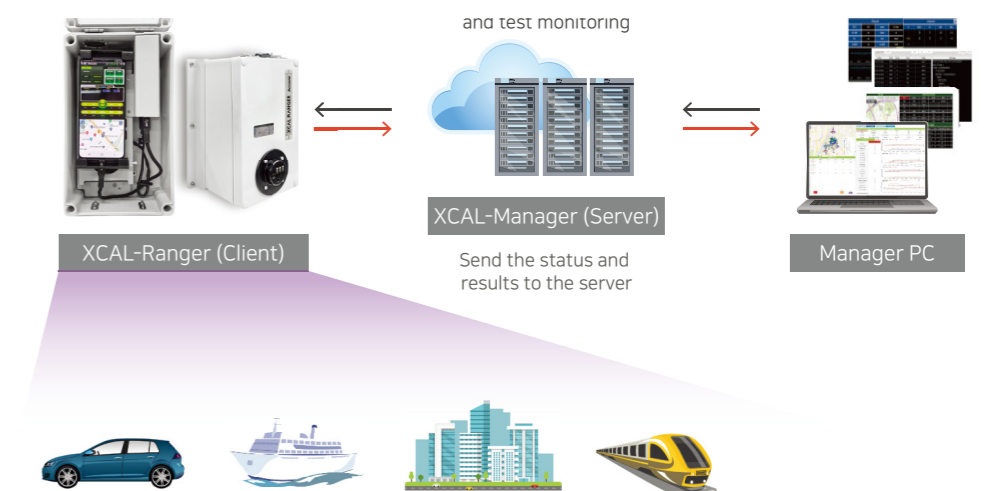 and test monitoring
XCALRANGER
XCAL-Manager (Server)
XCAL-Ranger (Client)
Send the status and
results to the server
Manager PC